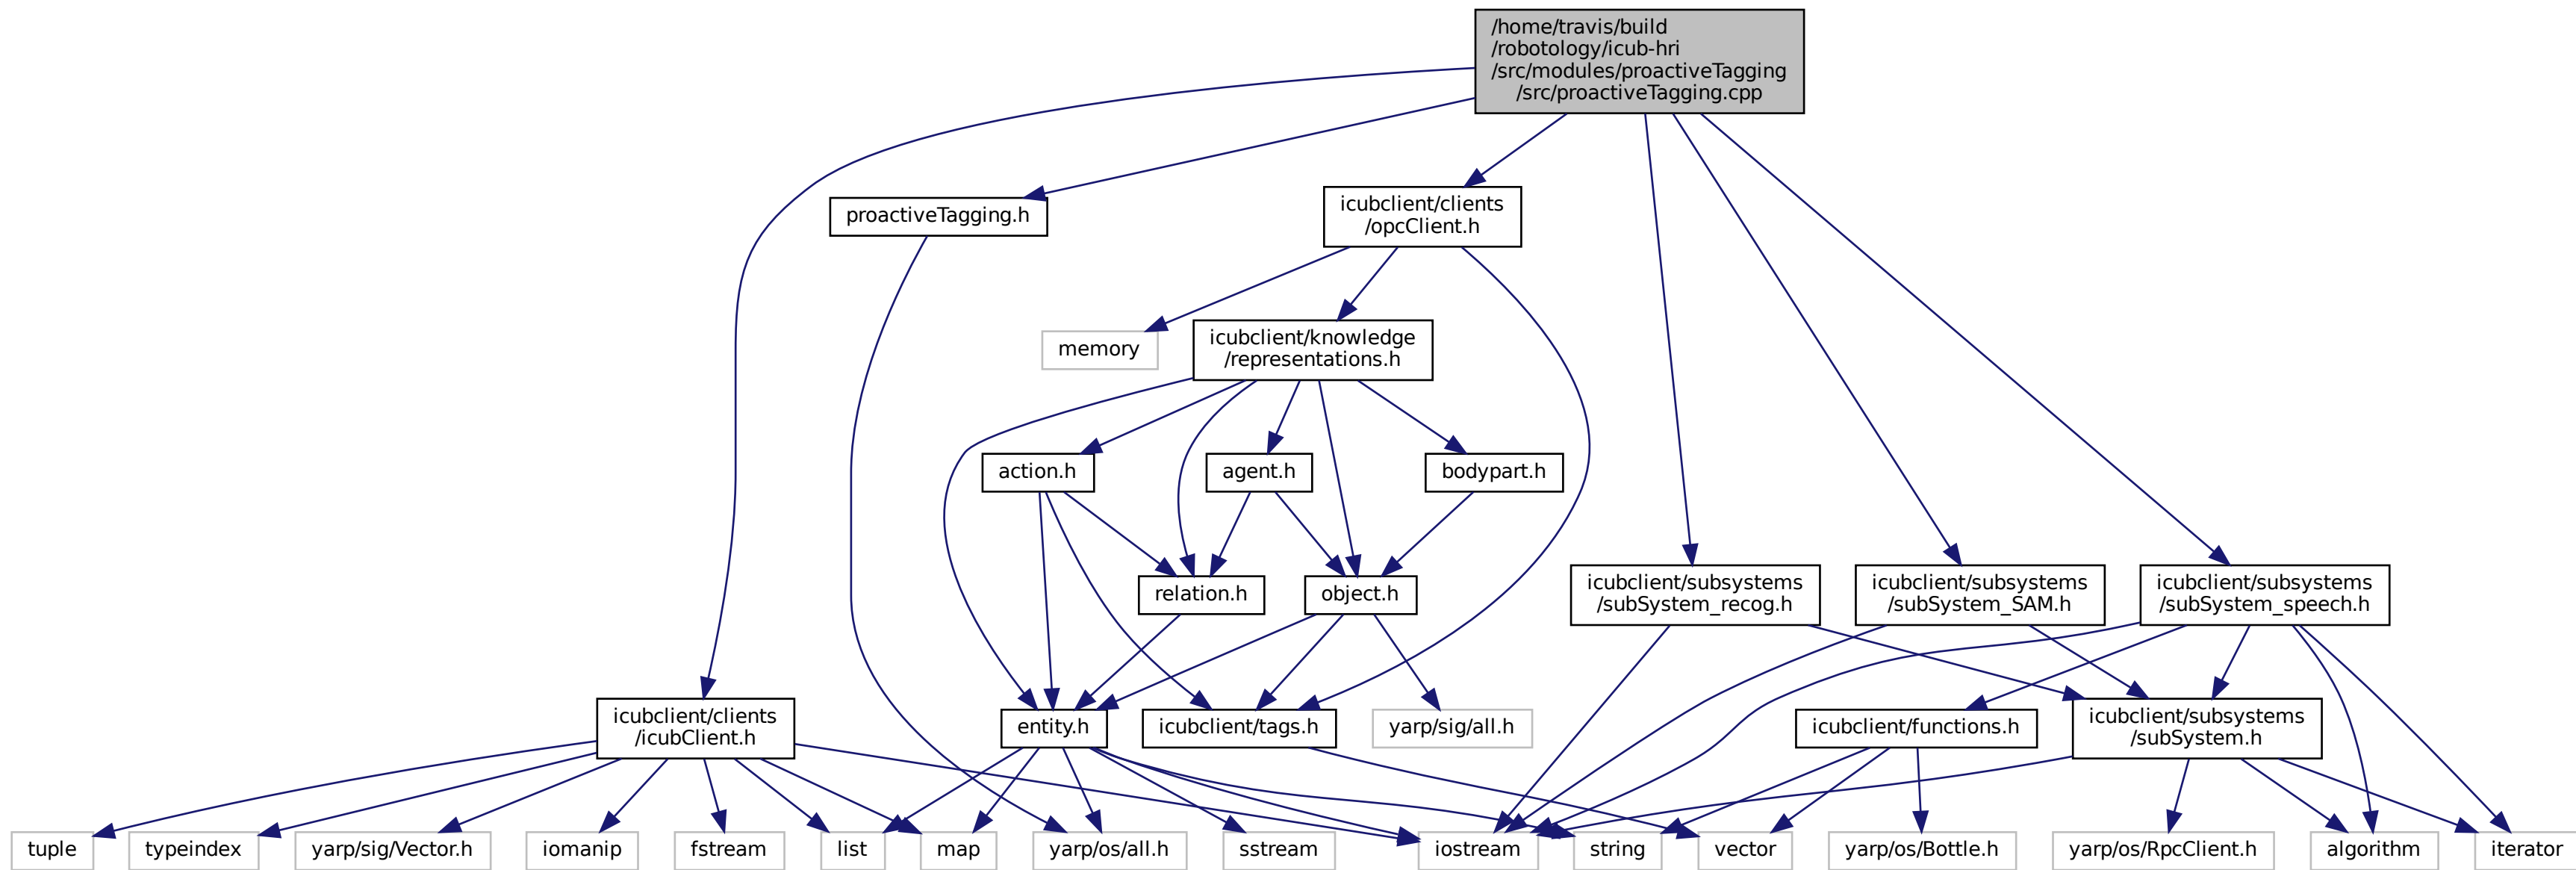 /home/travis/build
/robotology/icub-hri
/src/modules/proactiveTagging
/src/proactiveTagging.cpp
proactiveTagging.h
icubclient/clients
/opcClient.h
memory
icubclient/knowledge
/representations.h
action.h
agent.h
bodypart.h
relation.h
object.h
icubclient/subsystems
/subSystem_recog.h
icubclient/subsystems
/subSystem_SAM.h
icubclient/subsystems
/subSystem_speech.h
icubclient/clients
/icubClient.h
entity.h
icubclient/tags.h
yarp/sig/all.h
icubclient/functions.h
icubclient/subsystems
/subSystem.h
tuple
typeindex
yarp/sig/Vector.h
iomanip
fstream
list
map
yarp/os/all.h
sstream
iostream
string
vector
yarp/os/Bottle.h
yarp/os/RpcClient.h
algorithm
iterator